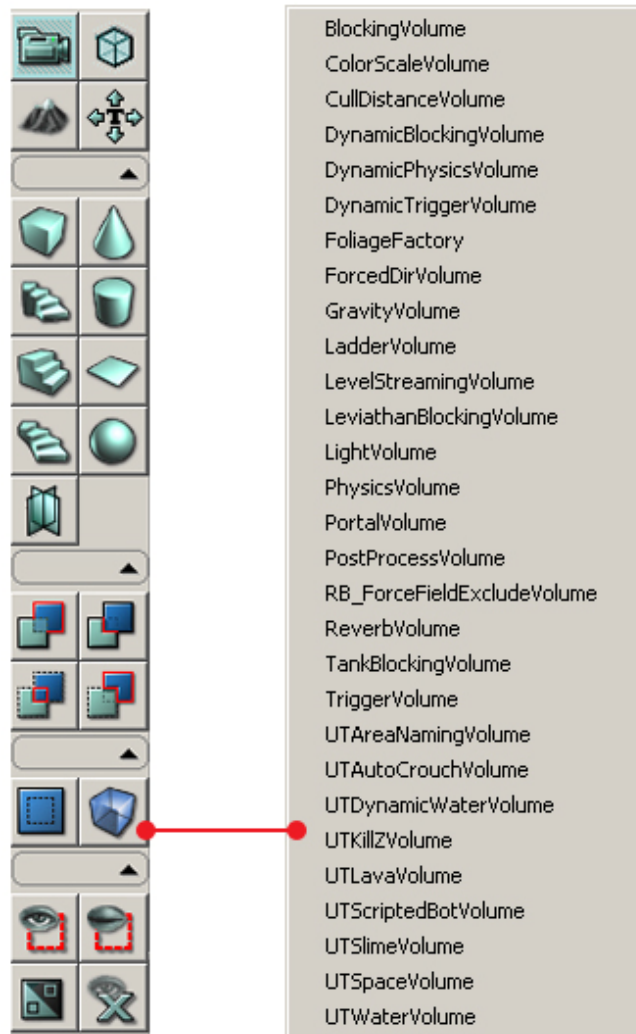 BlockingVolume
ColorScaleVolume
CullDistanceVolume
DynamicBlockingVolume
DynamicPhysicsVolume
DynamicTriggerVolume
FoliageFactory
ForcedDirVolume
GravityVolume
LadderVolume
LevelStreamingVolume
LeviathanBlockingVolume
LightVolume
PhysicsVolume
PortalVolume
PostProcessVolume
RB_ForceFieldExcludeVolume
ReverbVolume
TankBlockingVolume
TriggerVolume
UTAreaNamingVolume
UTAutoCrouchVolume
UTDynamicWaterVolume
UTKillZVolume
UTLavaVolume
UTScriptedBotVolume
UTSlimeVolume
UTSpaceVolume
UTWaterVolume
T